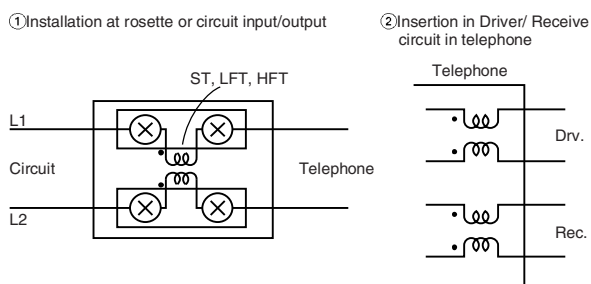 ①Installation at rosette or circuit input/output
②Insertion in Driver/ Receive
circuit in telephone
ST, LFT, HFT
L1
Circuit
Telephone
L2
Telephone
Drv.
Rec.